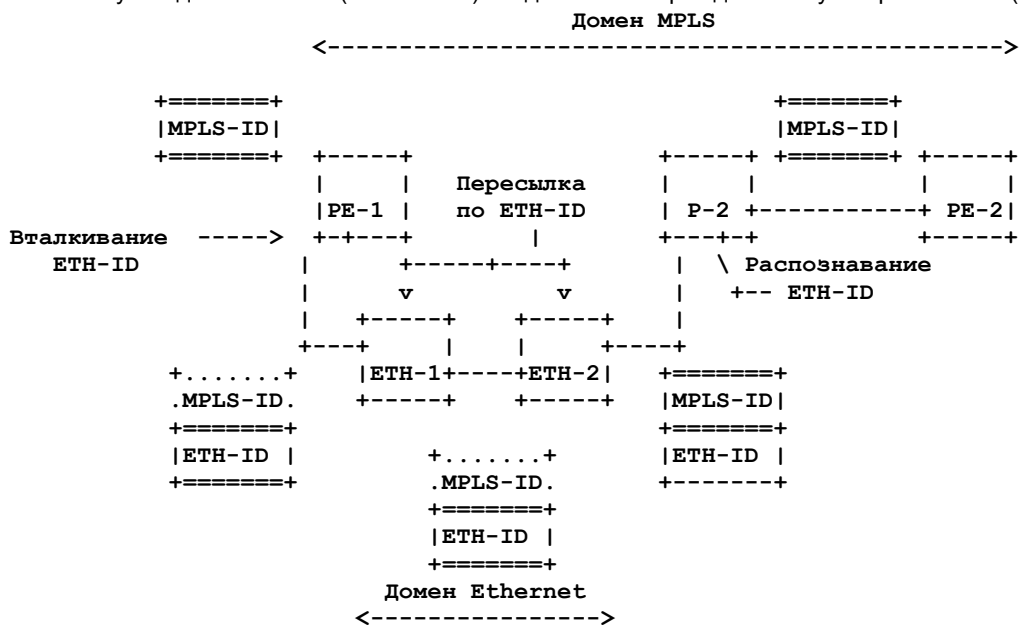 Домен MPLS
<----------------------------------------------->
+=======+ +=======+
|MPLS-ID| |MPLS-ID|
+=======+ +-----+ +-----+ +=======+ +-----+
| | Пересылка | | | |
|PE-1 | по ETH-ID | P-2 +-----------+ PE-2|
Вталкивание -----> +-+---+ | +---+-+ +-----+
ETH-ID | +-----+----+ | \ Распознавание
| v v | +-- ETH-ID
| +-----+ +-----+ |
+---+ | | +----+
+.......+ |ETH-1+----+ETH-2| +=======+
.MPLS-ID. +-----+ +-----+ |MPLS-ID|
+=======+ +=======+
|ETH-ID | +.......+ |ETH-ID |
+=======+ .MPLS-ID. +-------+
+=======+
|ETH-ID |
+=======+
Домен Ethernet
<---------------->